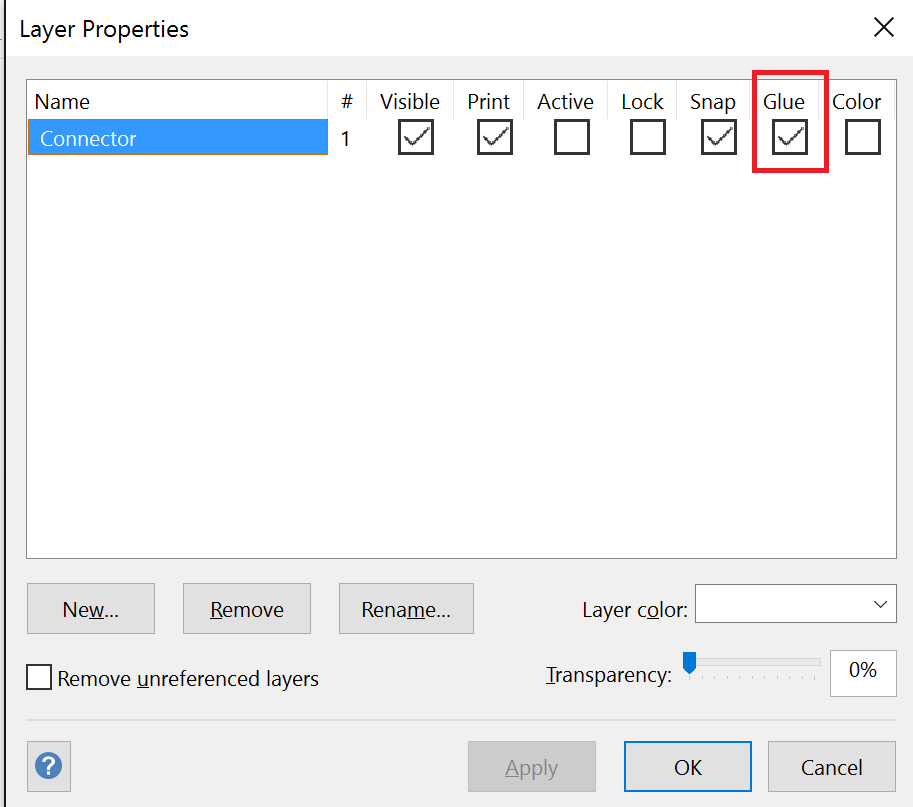 Layer Properties
Name # Visible Print Active Lock Snap Glue Color
Connector 1
New... Remove Rename... Layer color:
Remove unreferenced layers Transparency: 0%
? Apply OK Cancel